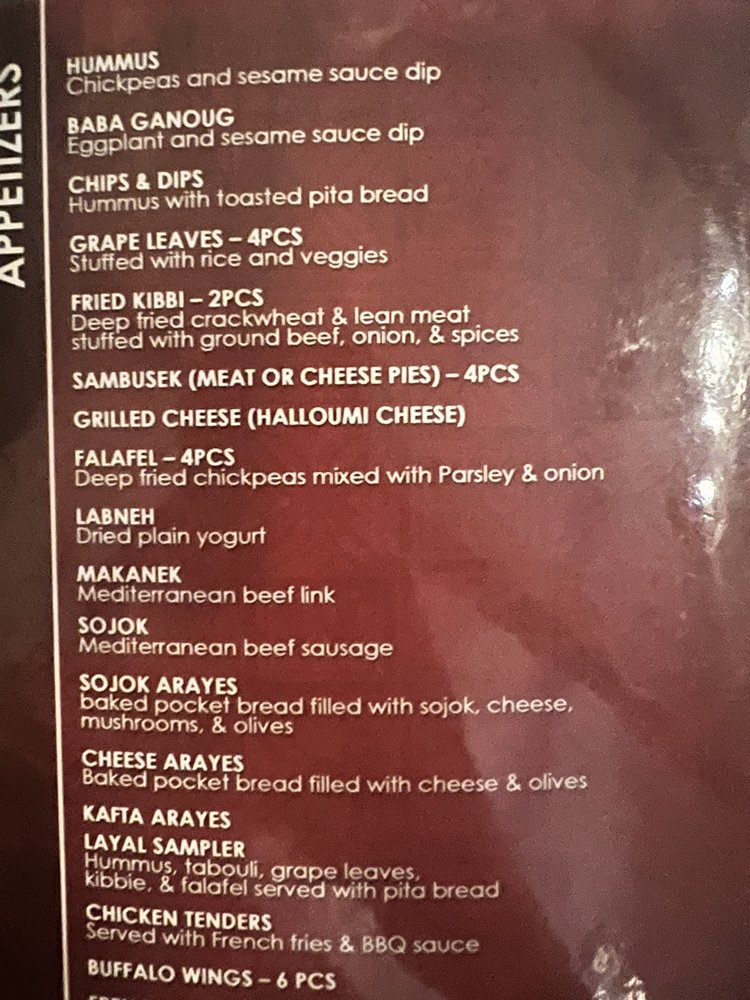 APPETIZERS
HUMMUS
Chickpeas and sesame sauce dip
BABA GANOUG
Eggplant and sesame sauce dip
CHIPS & DIPS
Hummus with toasted pita bread
GRAPE LEAVES – 4PCS
Stuffed with rice and veggies
FRIED KIBBI – 2PCS
Deep fried crackwheat & lean meat
stuffed with ground beef, onion, & spices
SAMBUSEK (MEAT OR CHEESE PIES) – 4PCS
GRILLED CHEESE (HALLOUMI CHEESE)
FALAFEL – 4PCS
Deep fried chickpeas mixed with Parsley & onion
LABNEH
Dried plain yogurt
MAKANEK
Mediterranean beef link
SOJOK
Mediterranean beef sausage
SOJOK ARAYES
baked pocket bread filled with sojok, cheese,
mushrooms, & olives
CHEESE ARAYES
Baked pocket bread filled with cheese & olives
KAFTA ARAYES
LAYAL SAMPLER
Hummus, tabouli, grape leaves,
kibbie, & falafel served with pita bread
CHICKEN TENDERS
Served with French fries & BBQ sauce
BUFFALO WINGS – 6 PCS